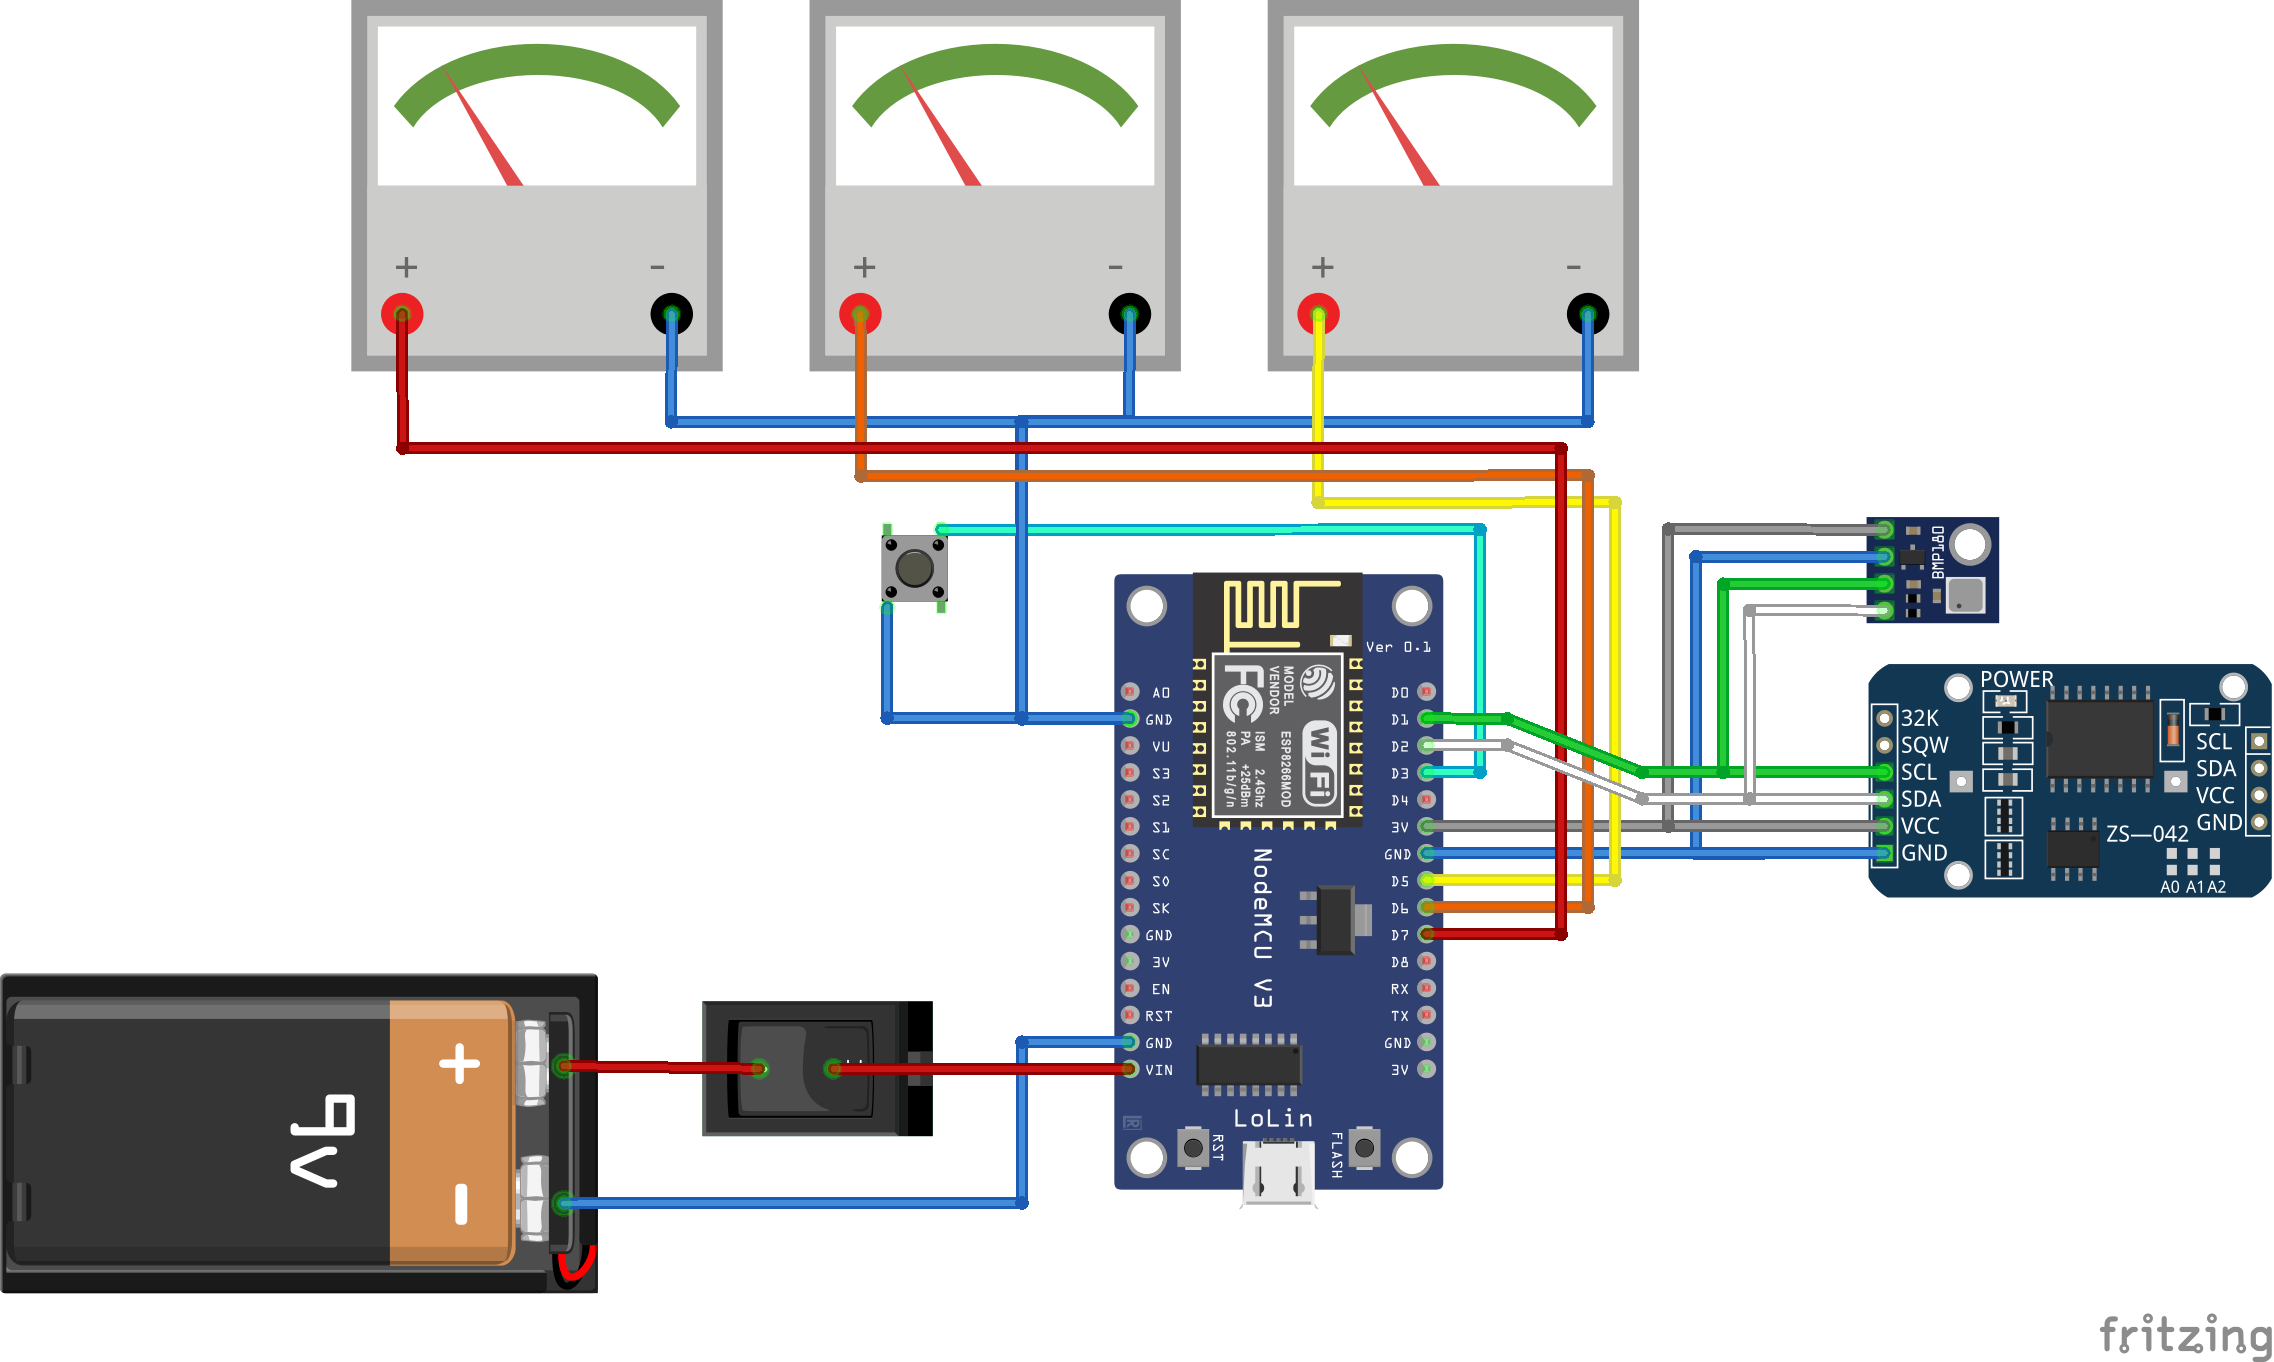 + -
+ -
+ -
BMP180
Ver 0.1
MODEL
VENDOR
ISM 2.4GHz
PA +25dBm
802.11b/g/n
FC
ESP8266MOD
WiFi
A0
GND
VU
S3
S2
S1
SC
S0
SK
GND
3V
EN
RST
GND
VIN
D0
D1
D2
D3
D4
3V
GND
D5
D6
D7
D8
RX
TX
GND
3V
NodeMCU V3
LoLin
RST
FLASH
POWER
32K
SQW
SCL
SDA
VCC
GND
SCL
SDA
VCC
GND
ZS—042
A0 A1 A2
+
-
9V
fritzing